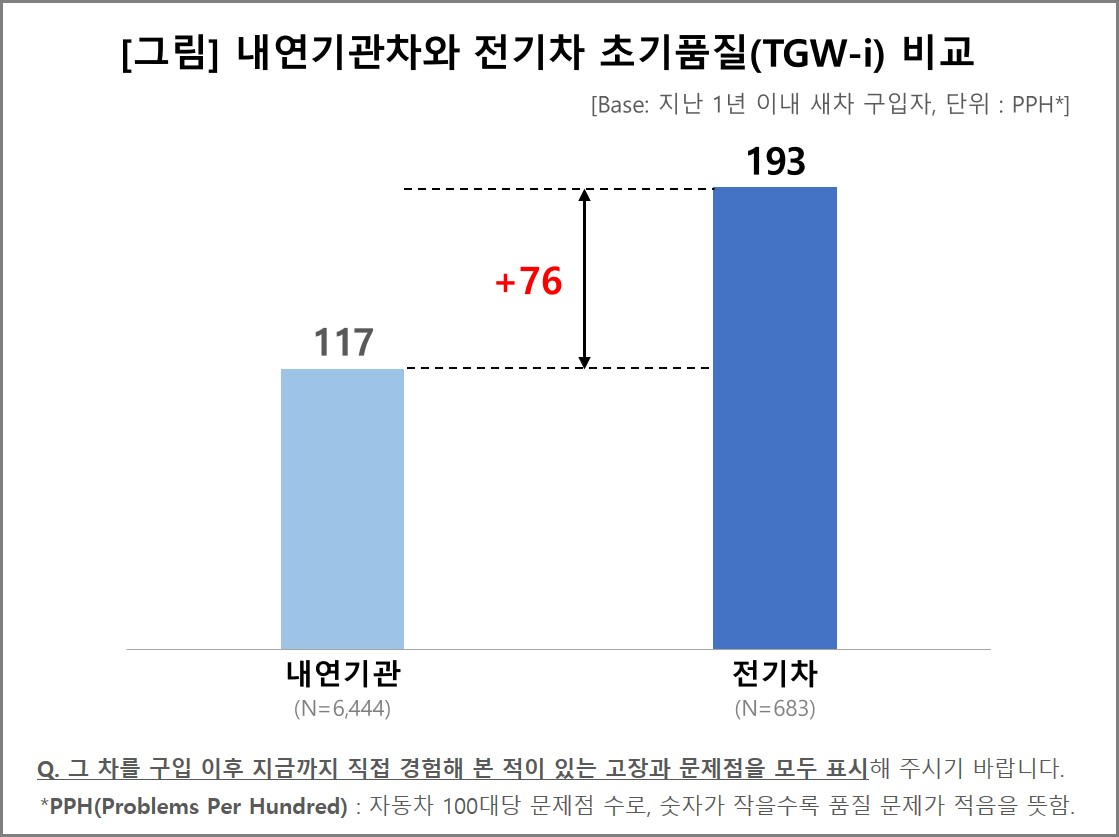 [그림] 내연기관차와 전기차 초기품질(TGW-i) 비교
[Base: 지난 1년 이내 새차 구입자, 단위 : PPH*]
193
+76
117
내연기관
전기차
(N=6,444)
(N=683)
Q. 그 차를 구입 이후 지금까지 직접 경험해 본 적이 있는 고장과 문제점을 모두 표시해 주시기 바랍니다.
*PPH(Problems Per Hundred) : 자동차 100대당 문제점 수로, 숫자가 작을수록 품질 문제가 적음을 뜻함.